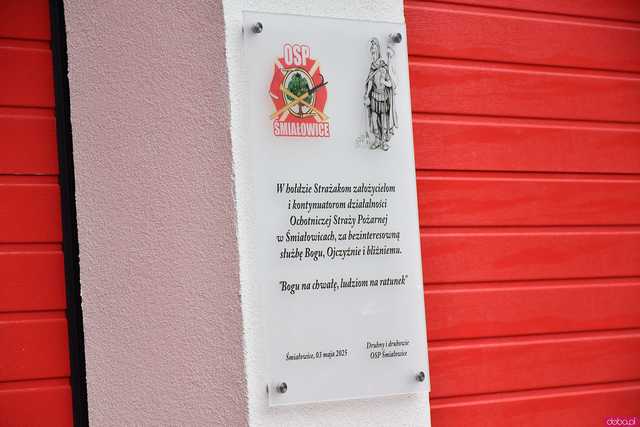 OSP
ŚMIAŁOWICE
W hołdzie Strażakom założycielom
i kontynuatorom działalności
Ochotniczej Straży Pożarnej
w Śmiałowicach, za bezinteresowną
służbę Bogu, Ojczyźnie i bliźniemu.
"Bogu na chwałę, ludziom na ratunek"
Śmiałowice, 03 maja 2025
Druhny i druhowie
OSP Śmiałowice
doba.pl